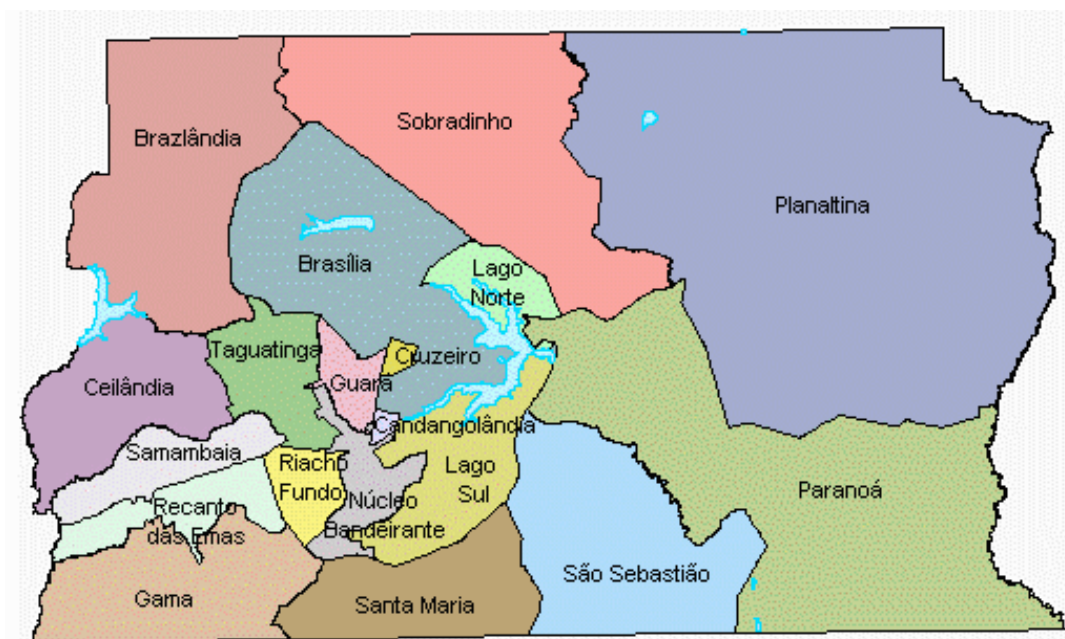 Sobradinho
Brazlândia
Planaltina
Brasília
Lago
Norte
Taguatinga
Cruzeiro
Guara
Ceilândia
Candangolândia
Samambaia
Riacho
Fundo
Lago
Sul
Paranoá
Núcleo
Bandeirante
Recanto
das Emas
São Sebastião
Gama
Santa Maria